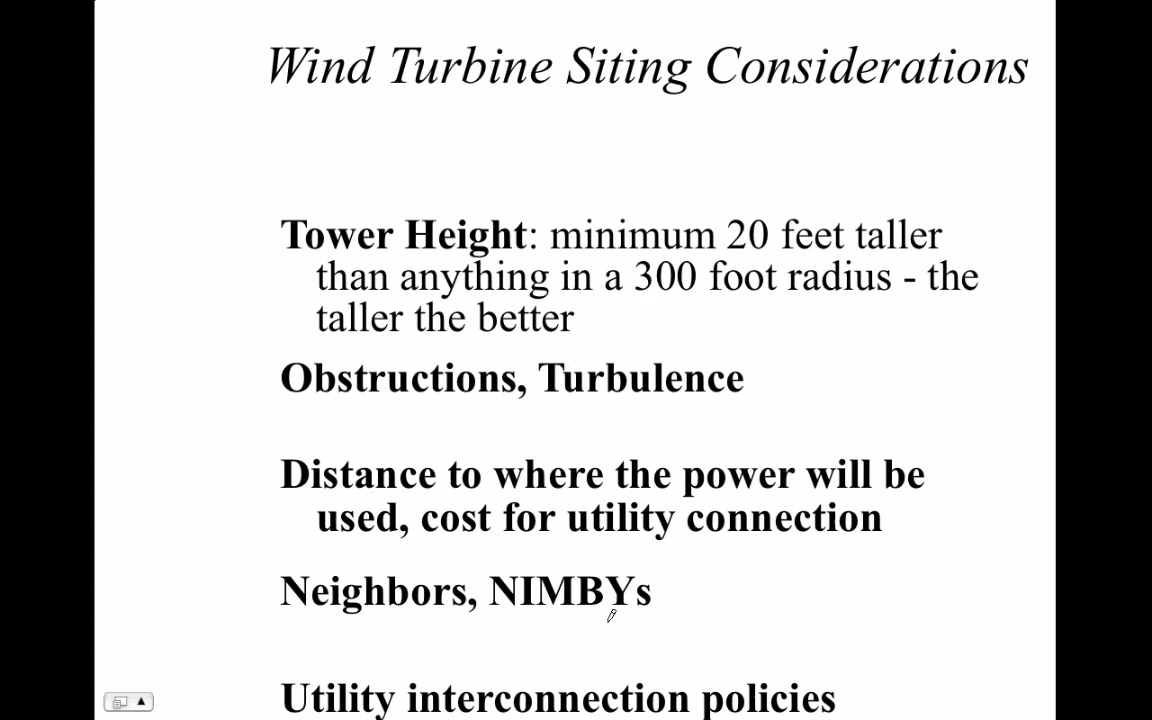 Wind Turbine Siting Considerations
Tower Height: minimum 20 feet taller
than anything in a 300 foot radius - the
taller the better
Obstructions, Turbulence
Distance to where the power will be
used, cost for utility connection
Neighbors, NIMBYs
Utility interconnection policies